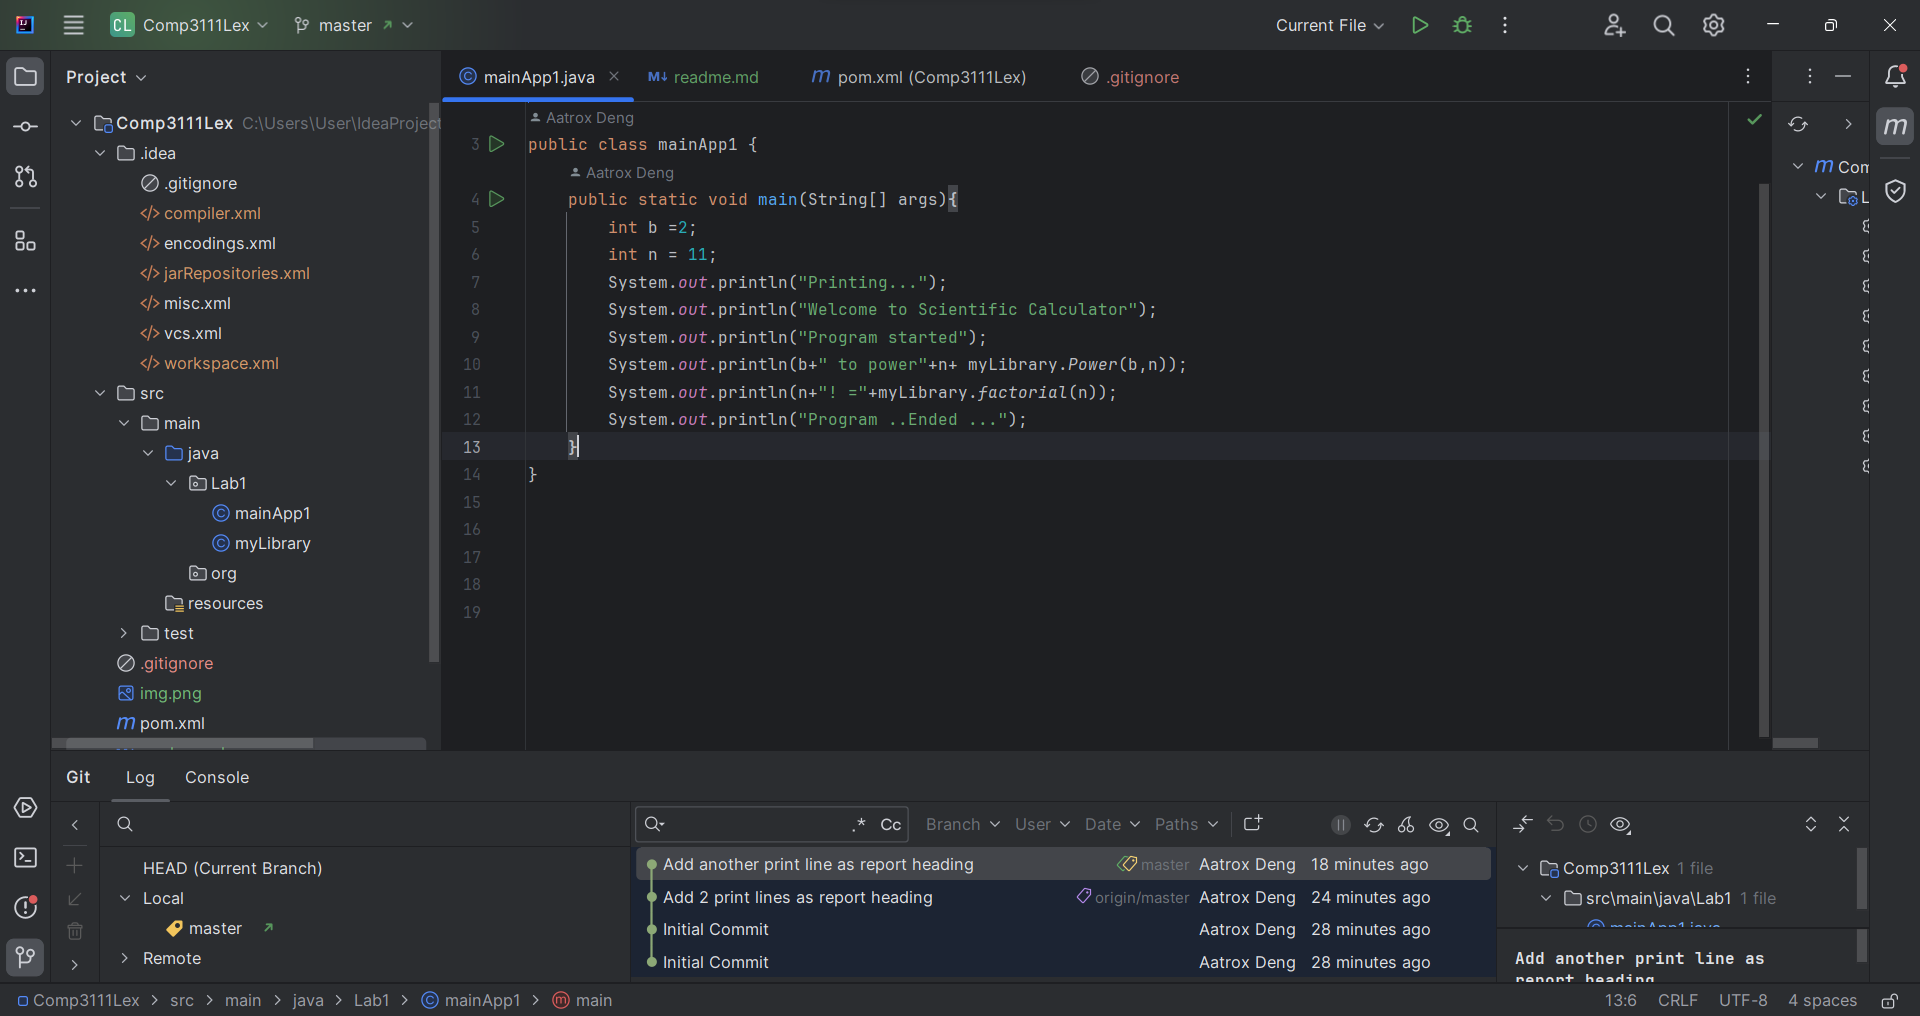 CL Comp3111Lex master Current File
Project
mainApp1.java readme.md pom.xml (Comp3111Lex) .gitignore
Comp3111Lex C:\Users\User\IdeaProject
.idea
.gitignore
compiler.xml
encodings.xml
jarRepositories.xml
misc.xml
vcs.xml
workspace.xml
src
main
java
Lab1
mainApp1
myLibrary
org
resources
test
.gitignore
img.png
pom.xml
Aatrox Deng
3 public class mainApp1 {
Aatrox Deng
4 public static void main(String[] args){
5 int b =2;
6 int n = 11;
7 System.out.println("Printing...");
8 System.out.println("Welcome to Scientific Calculator");
9 System.out.println("Program started");
10 System.out.println(b+" to power"+n+ myLibrary.Power(b,n));
11 System.out.println(n+"! ="+myLibrary.factorial(n));
12 System.out.println("Program ..Ended ...");
13 }
14 }
15
16
17
18
19
m Com
L
Git Log Console
HEAD (Current Branch)
Local
master
Remote
.* Cc Branch User Date Paths
Add another print line as report heading master Aatrox Deng 18 minutes ago
Add 2 print lines as report heading origin/master Aatrox Deng 24 minutes ago
Initial Commit Aatrox Deng 28 minutes ago
Initial Commit Aatrox Deng 28 minutes ago
Comp3111Lex 1 file
src\main\java\Lab1 1 file
mainApp1.java
Add another print line as
report heading
Comp3111Lex > src > main > java > Lab1 > mainApp1 > main 13:6 CRLF UTF-8 4 spaces